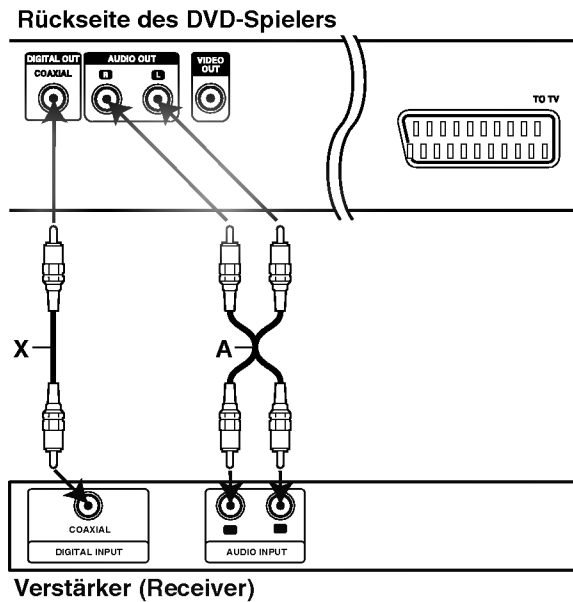 Rückseite des DVD-Spielers
DIGITAL OUT
COAXIAL
AUDIO OUT
R
L
VIDEO
OUT
TO TV
X
A
COAXIAL
DIGITAL INPUT
AUDIO INPUT
Verstärker (Receiver)